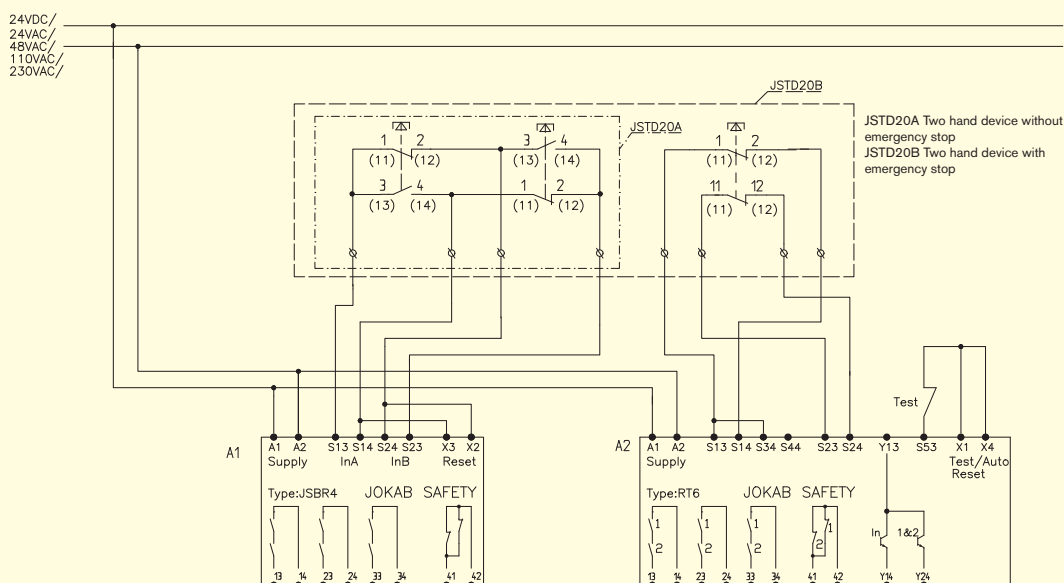 24VDC/
24VAC/
48VAC/
110VAC/
230VAC/
JSTD20B
JSTD20A
JSTD20A Two hand device without
emergency stop
JSTD20B Two hand device with
emergency stop
1 2 3 4 1 2
(11) (12) (13) (14) (11) (12)
3 4 1 2 11 12
(13) (14) (11) (12) (11) (12)
Test
A1
A1 A2 S13 S14 S24 S23 X3 X2
Supply InA InB Reset
Type:JSBR4 JOKAB SAFETY
13 14 23 24 33 34 41 42
A2
A1 A2 S13 S14 S34 S44 S23 S24 Y13 S53 X1 X4
Supply Test/Auto
Reset
Type:RT6 JOKAB SAFETY
1 1 1 1
In 1&2
2 2 2 2
13 14 23 24 33 34 41 42 Y14 Y24